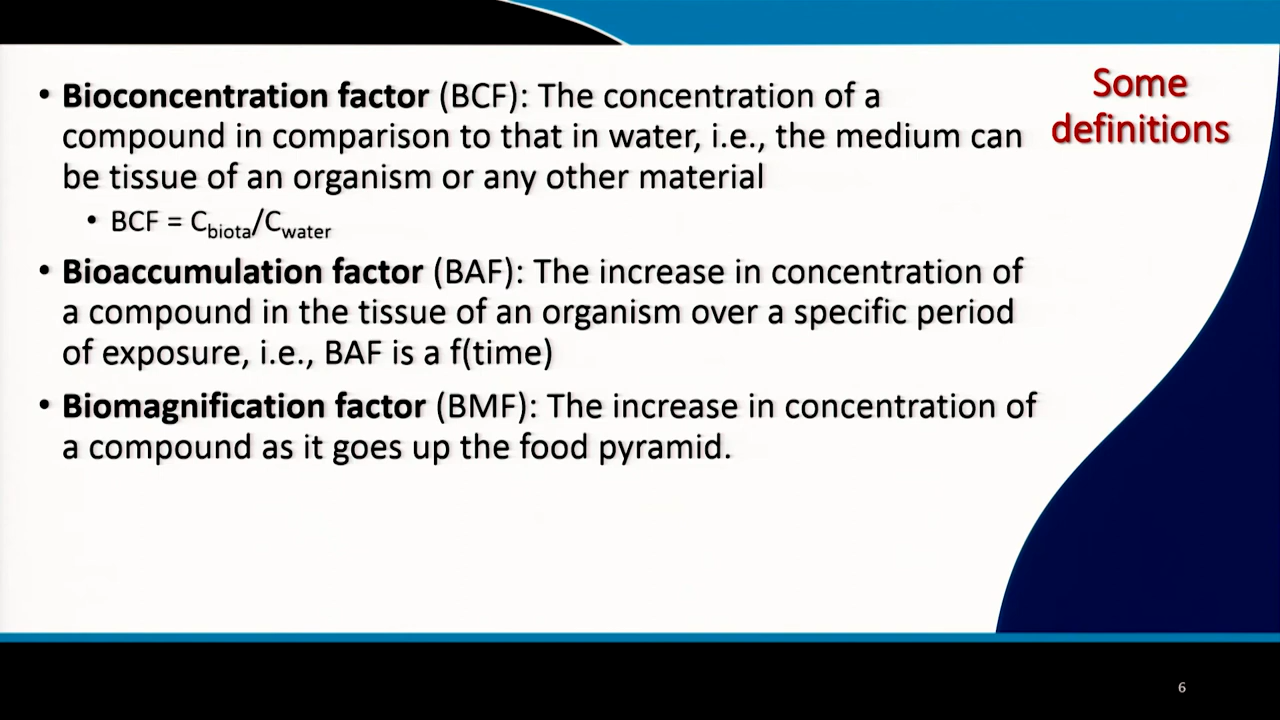 Some
definitions
• Bioconcentration factor (BCF): The concentration of a
compound in comparison to that in water, i.e., the medium can
be tissue of an organism or any other material
• BCF = C_biota/C_water
• Bioaccumulation factor (BAF): The increase in concentration of
a compound in the tissue of an organism over a specific period
of exposure, i.e., BAF is a f(time)
• Biomagnification factor (BMF): The increase in concentration of
a compound as it goes up the food pyramid.
6